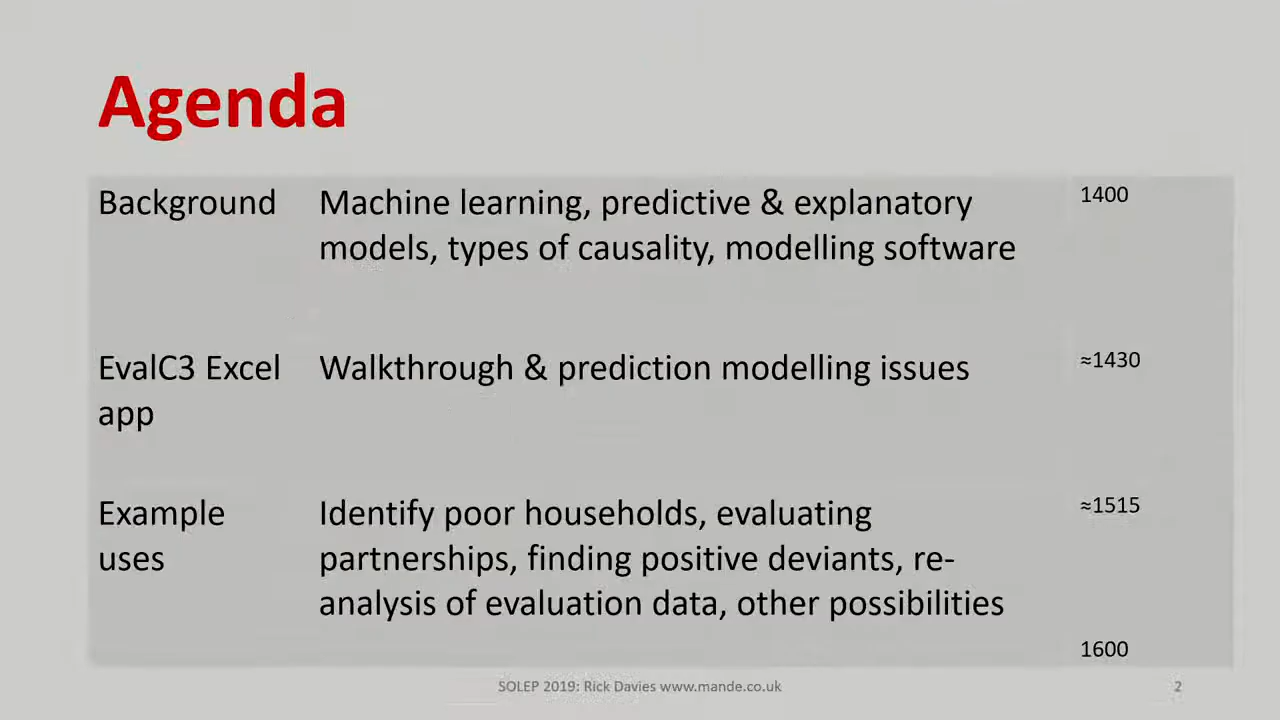 Agenda
Background
Machine learning, predictive & explanatory
models, types of causality, modelling software
1400
EvalC3 Excel
app
Walkthrough & prediction modelling issues
≈1430
Example
uses
Identify poor households, evaluating
partnerships, finding positive deviants, re-
analysis of evaluation data, other possibilities
≈1515
1600
SOLEP 2019: Rick Davies www.mande.co.uk
2